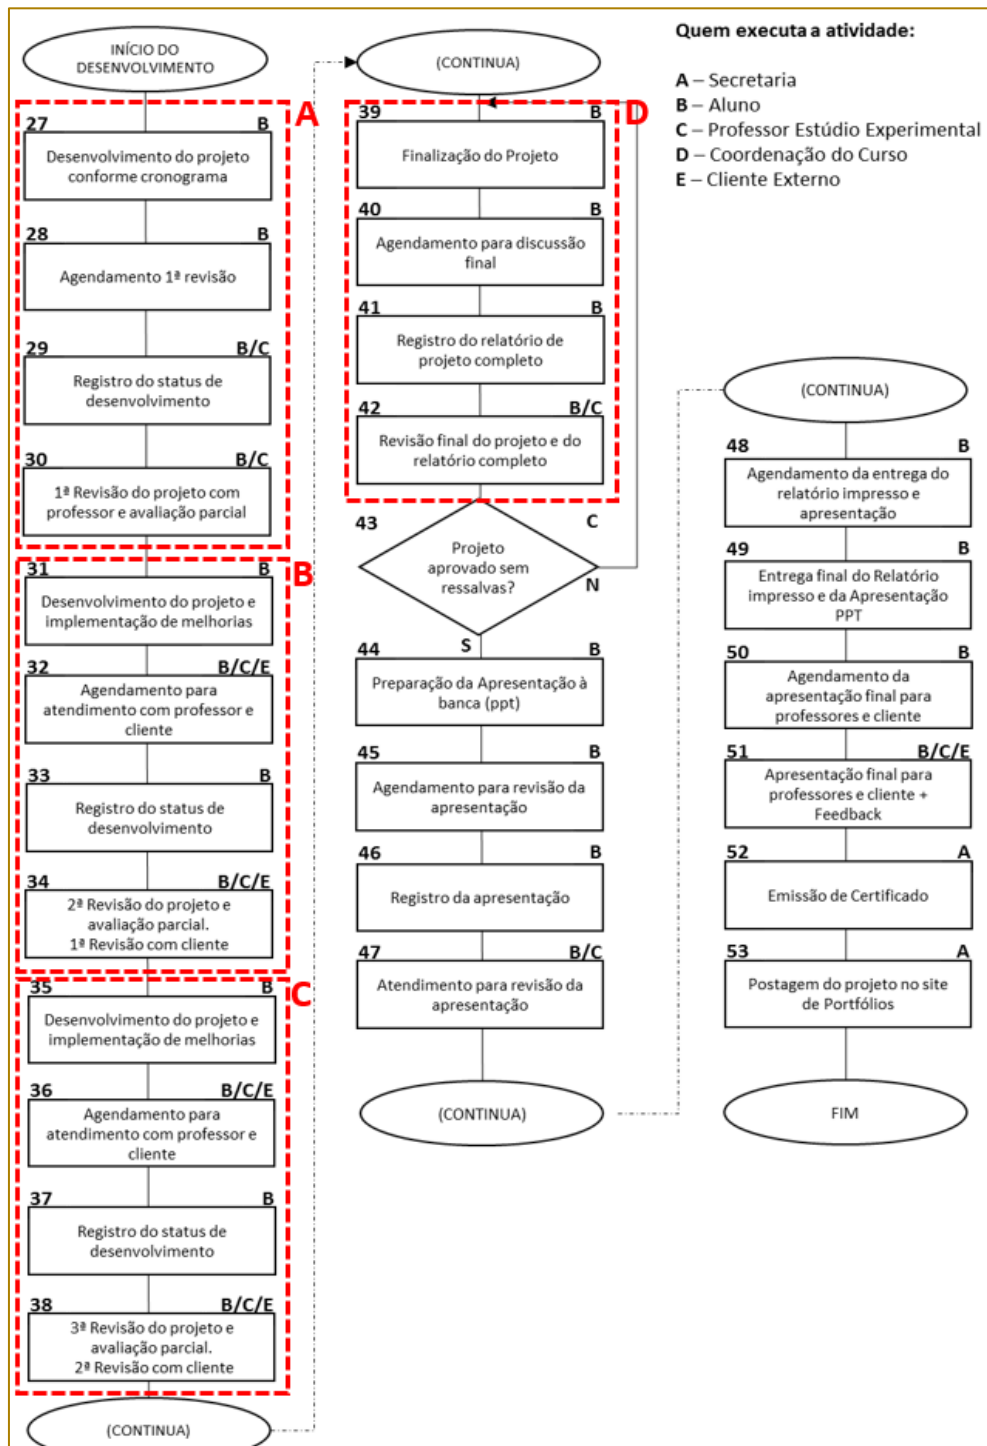 INÍCIO DO
DESENVOLVIMENTO
A
27 B
Desenvolvimento do projeto
conforme cronograma
28 B
Agendamento 1ª revisão
29 B/C
Registro do status de
desenvolvimento
30 B/C
1ª Revisão do projeto com
professor e avaliação parcial
B
31 B
Desenvolvimento do projeto e
implementação de melhorias
32 B/C/E
Agendamento para
atendimento com professor e
cliente
33 B
Registro do status de
desenvolvimento
34 B/C/E
2ª Revisão do projeto e
avaliação parcial.
1ª Revisão com cliente
C
35 B
Desenvolvimento do projeto e
implementação de melhorias
36 B/C/E
Agendamento para
atendimento com professor e
cliente
37 B
Registro do status de
desenvolvimento
38 B/C/E
3ª Revisão do projeto e
avaliação parcial.
2ª Revisão com cliente
(CONTINUA)
(CONTINUA)
D
39 B
Finalização do Projeto
40 B
Agendamento para discussão
final
41 B
Registro do relatório de
projeto completo
42 B/C
Revisão final do projeto e do
relatório completo
43 C
Projeto
aprovado sem
ressalvas?
N
S
44 B
Preparação da Apresentação à
banca (ppt)
45 B
Agendamento para revisão da
apresentação
46 B
Registro da apresentação
47 B/C
Atendimento para revisão da
apresentação
(CONTINUA)
Quem executa a atividade:
A – Secretaria
B – Aluno
C – Professor Estúdio Experimental
D – Coordenação do Curso
E – Cliente Externo
(CONTINUA)
48 B
Agendamento da entrega do
relatório impresso e
apresentação
49 B
Entrega final do Relatório
impresso e da Apresentação
PPT
50 B
Agendamento da
apresentação final para
professores e cliente
51 B/C/E
Apresentação final para
professores e cliente +
Feedback
52 A
Emissão de Certificado
53 A
Postagem do projeto no site
de Portfólios
FIM